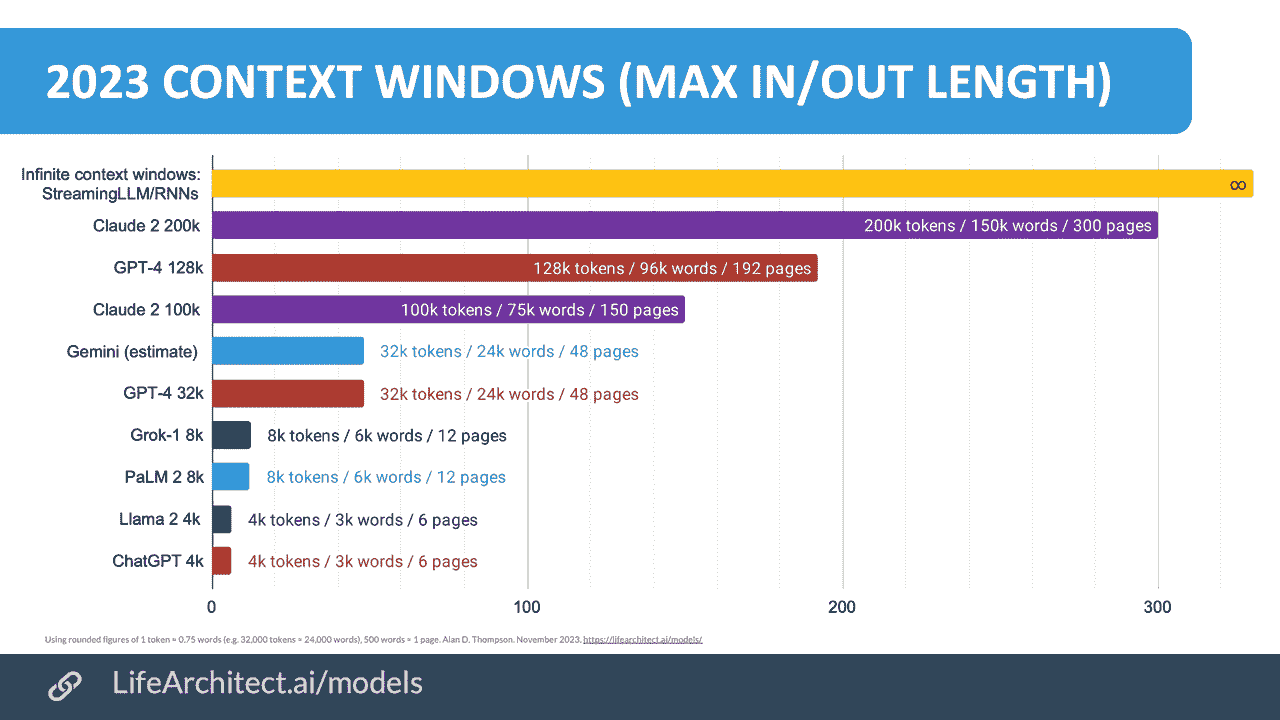 2023 CONTEXT WINDOWS (MAX IN/OUT LENGTH)
Infinite context windows:
StreamingLLM/RNNs
∞
Claude 2 200k
200k tokens / 150k words / 300 pages
GPT-4 128k
128k tokens / 96k words / 192 pages
Claude 2 100k
100k tokens / 75k words / 150 pages
Gemini (estimate)
32k tokens / 24k words / 48 pages
GPT-4 32k
32k tokens / 24k words / 48 pages
Grok-1 8k
8k tokens / 6k words / 12 pages
PaLM 2 8k
8k tokens / 6k words / 12 pages
Llama 2 4k
4k tokens / 3k words / 6 pages
ChatGPT 4k
4k tokens / 3k words / 6 pages
0 100 200 300
Using rounded figures of 1 token ≈ 0.75 words (e.g. 32,000 tokens ≈ 24,000 words), 500 words ≈ 1 page. Alan D. Thompson. November 2023. https://lifearchitect.ai/models/
LifeArchitect.ai/models